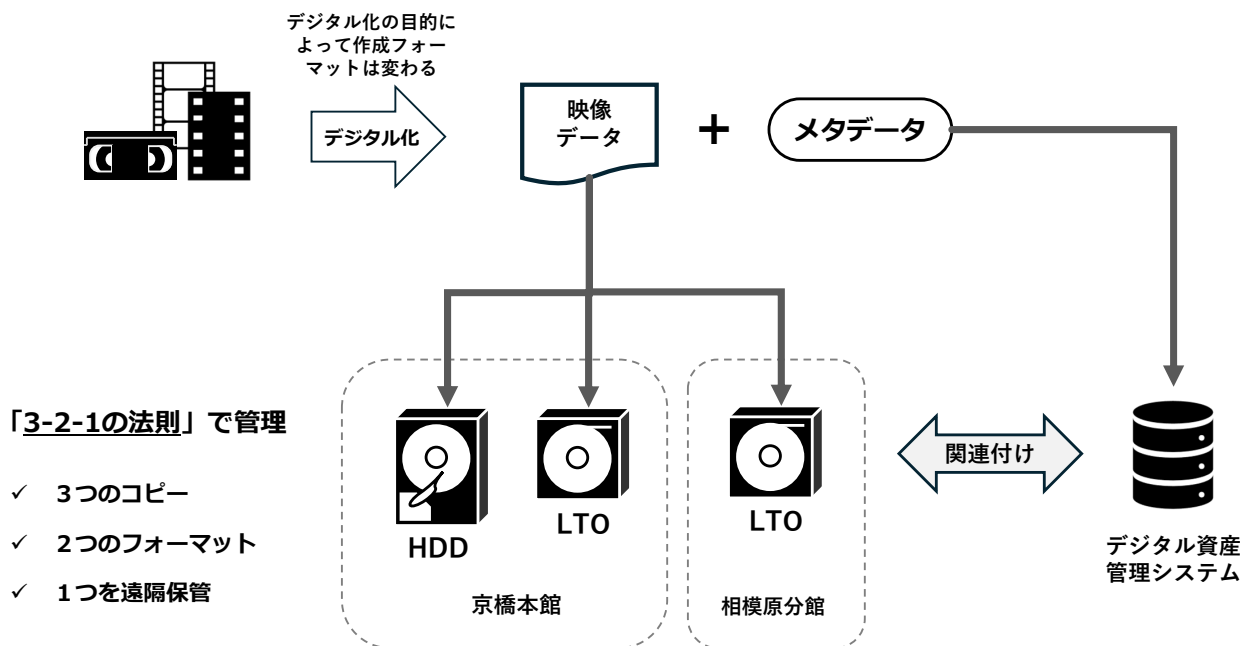 デジタル化の目的に
よって作成フォー
マットは変わる
デジタル化
映像
データ
+
メタデータ
「3-2-1の法則」で管理
✓ 3つのコピー
✓ 2つのフォーマット
✓ 1つを遠隔保管
HDD
LTO
京橋本館
LTO
相模原分館
関連付け
デジタル資産
管理システム